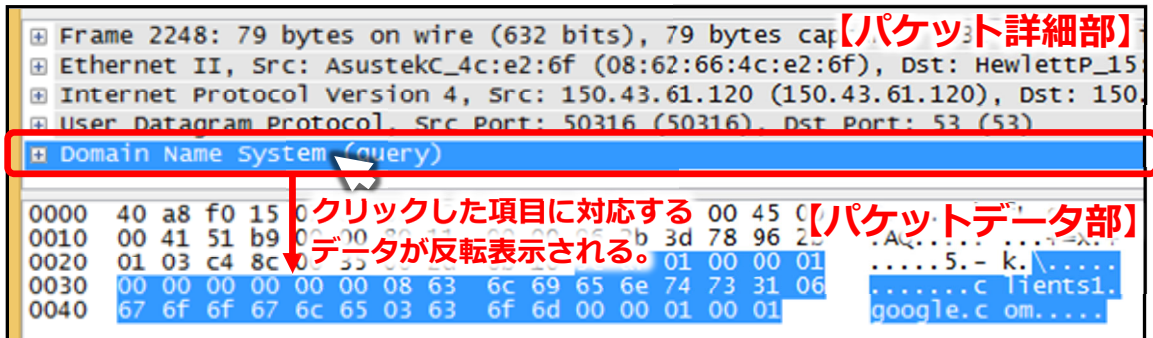 Frame 2248: 79 bytes on wire (632 bits), 79 bytes cap
【パケット詳細部】
Ethernet II, Src: AsustekC_4c:e2:6f (08:62:66:4c:e2:6f), Dst: HewlettP_15:
Internet Protocol Version 4, Src: 150.43.61.120 (150.43.61.120), Dst: 150.
User Datagram Protocol, Src Port: 50316 (50316), Dst Port: 53 (53)
Domain Name System (query)
クリックした項目に対応する
データが反転表示される。
【パケットデータ部】
0000 40 a8 f0 15 00 45
0010 00 41 51 b9 3d 78 96 .AQ.....
0020 01 03 c4 8c 01 00 00 01 .....5.- k.\.....
0030 00 00 00 00 00 00 08 63 6c 69 65 6e 74 73 31 06 .......c lients1.
0040 67 6f 6f 67 6c 65 03 63 6f 6d 00 00 01 00 01 google.c om.....